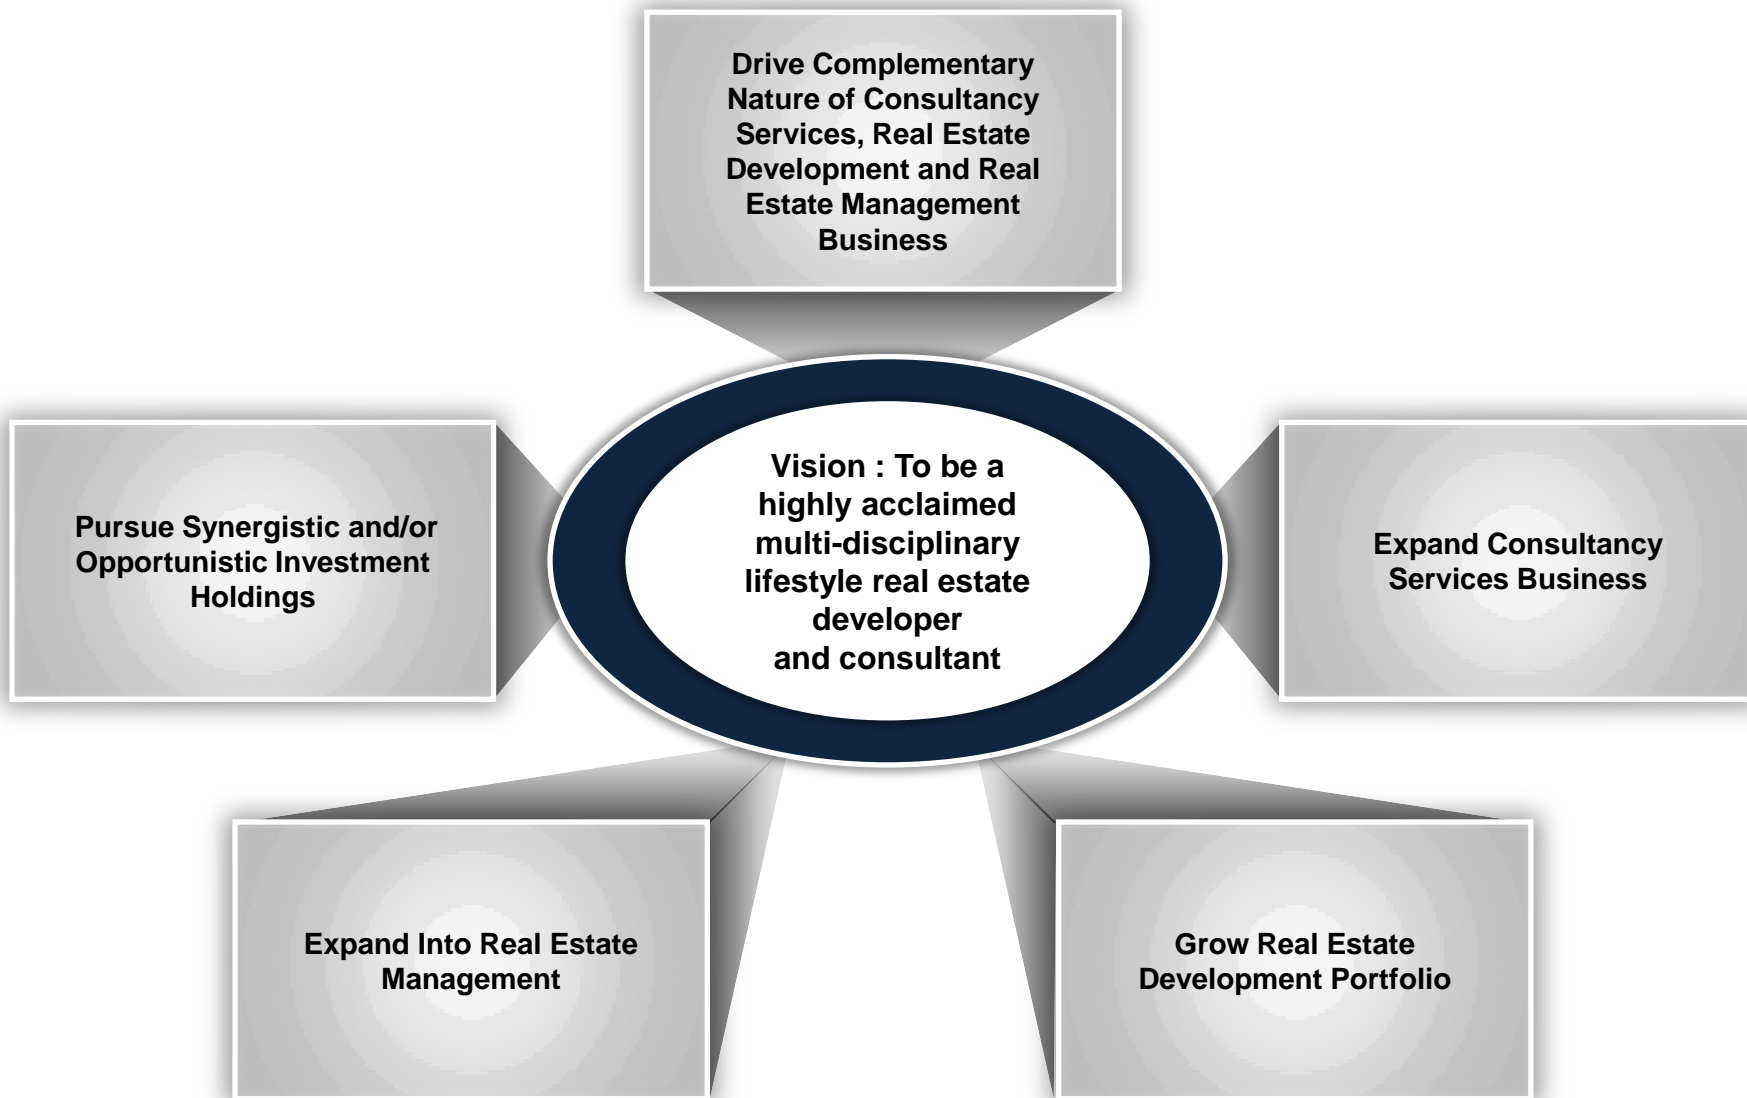 Drive Complementary
Nature of Consultancy
Services, Real Estate
Development and Real
Estate Management
Business
Pursue Synergistic and/or
Opportunistic Investment
Holdings
Vision : To be a
highly acclaimed
multi-disciplinary
lifestyle real estate
developer
and consultant
Expand Consultancy
Services Business
Expand Into Real Estate
Management
Grow Real Estate
Development Portfolio